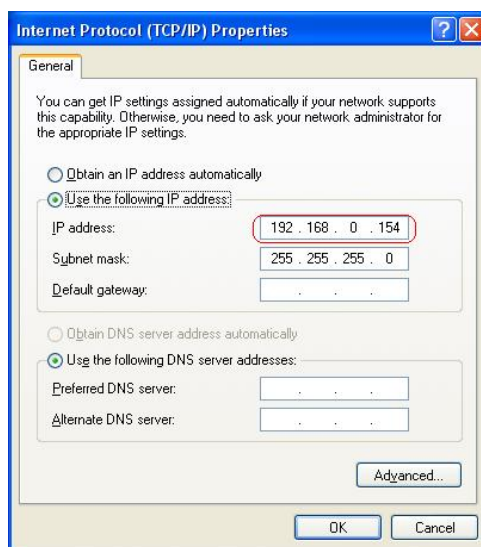 Internet Protocol (TCP/IP) Properties
General
You can get IP settings assigned automatically if your network supports
this capability. Otherwise, you need to ask your network administrator for
the appropriate IP settings.
Obtain an IP address automatically
Use the following IP address:
IP address: 192 . 168 . 0 . 154
Subnet mask: 255 . 255 . 255 . 0
Default gateway: . . .
Obtain DNS server address automatically
Use the following DNS server addresses:
Preferred DNS server: . . .
Alternate DNS server: . . .
Advanced...
OK Cancel